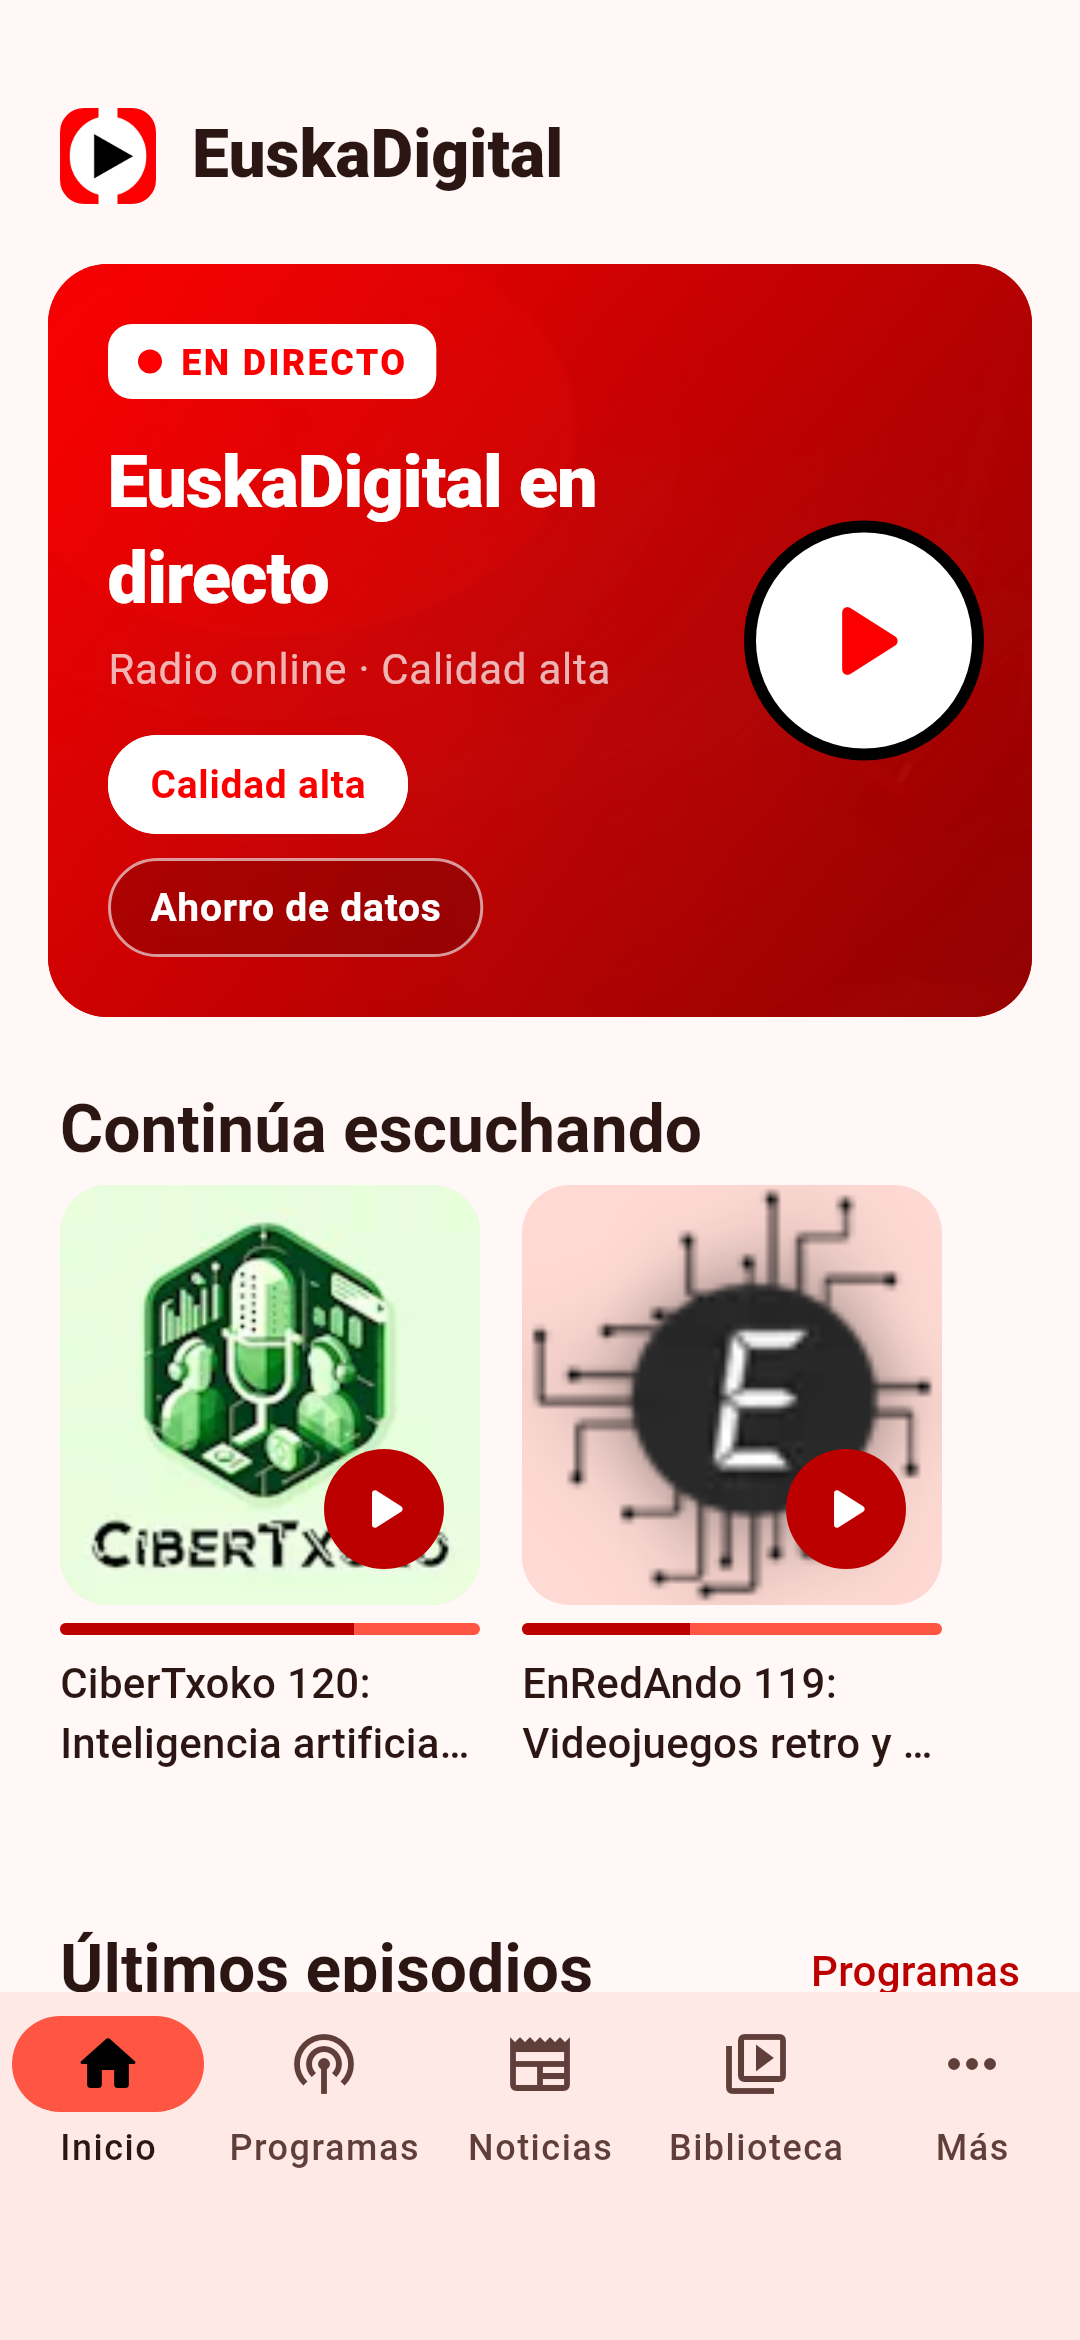 EuskaDigital
EN DIRECTO
EuskaDigital en
directo
Radio online · Calidad alta
Calidad alta
Ahorro de datos
Continúa escuchando
E
CiberTxoko 120:
Inteligencia artificia...
EnRedAndo 119:
Videojuegos retro y ...
Últimos episodios
Programas
Inicio
Programas
Noticias
Biblioteca
Más